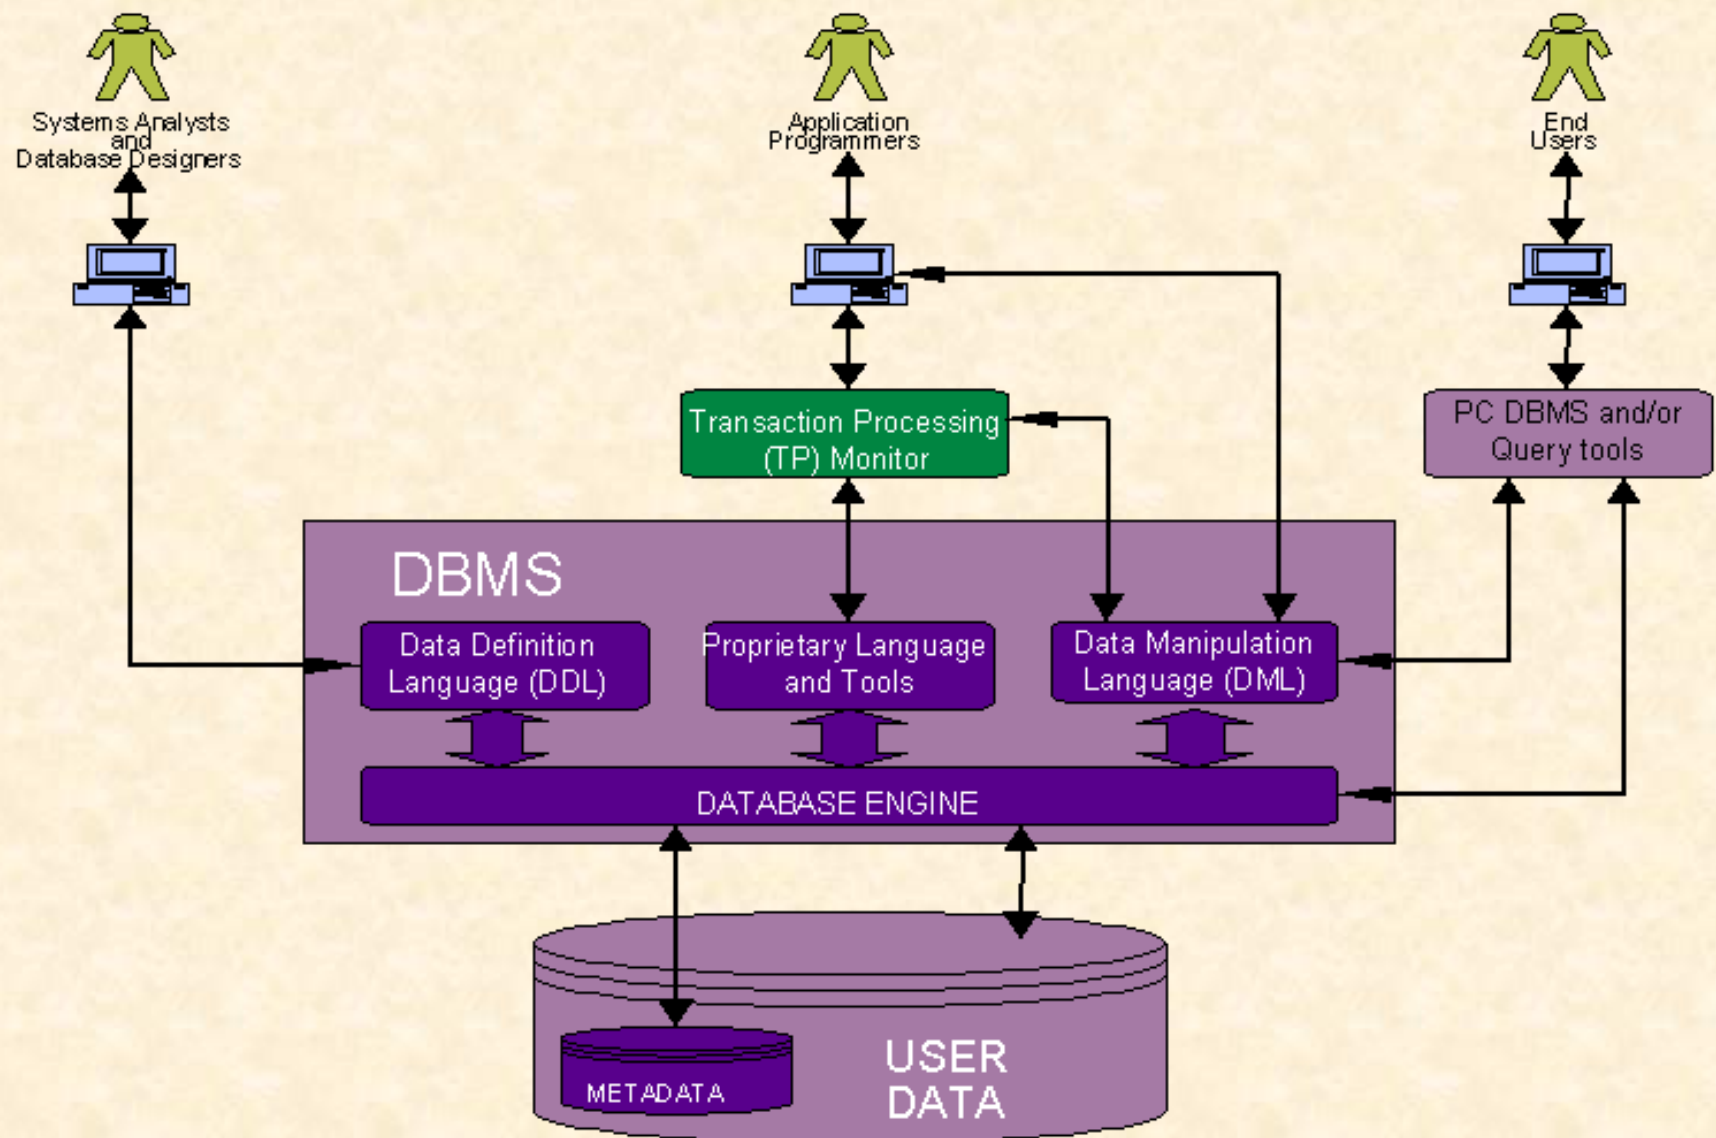 Systems Analysts
and
Database Designers
Application
Programmers
End
Users
Transaction Processing
(TP) Monitor
PC DBMS and/or
Query tools
DBMS
Data Definition
Language (DDL)
Proprietary Language
and Tools
Data Manipulation
Language (DML)
DATABASE ENGINE
METADATA
USER
DATA